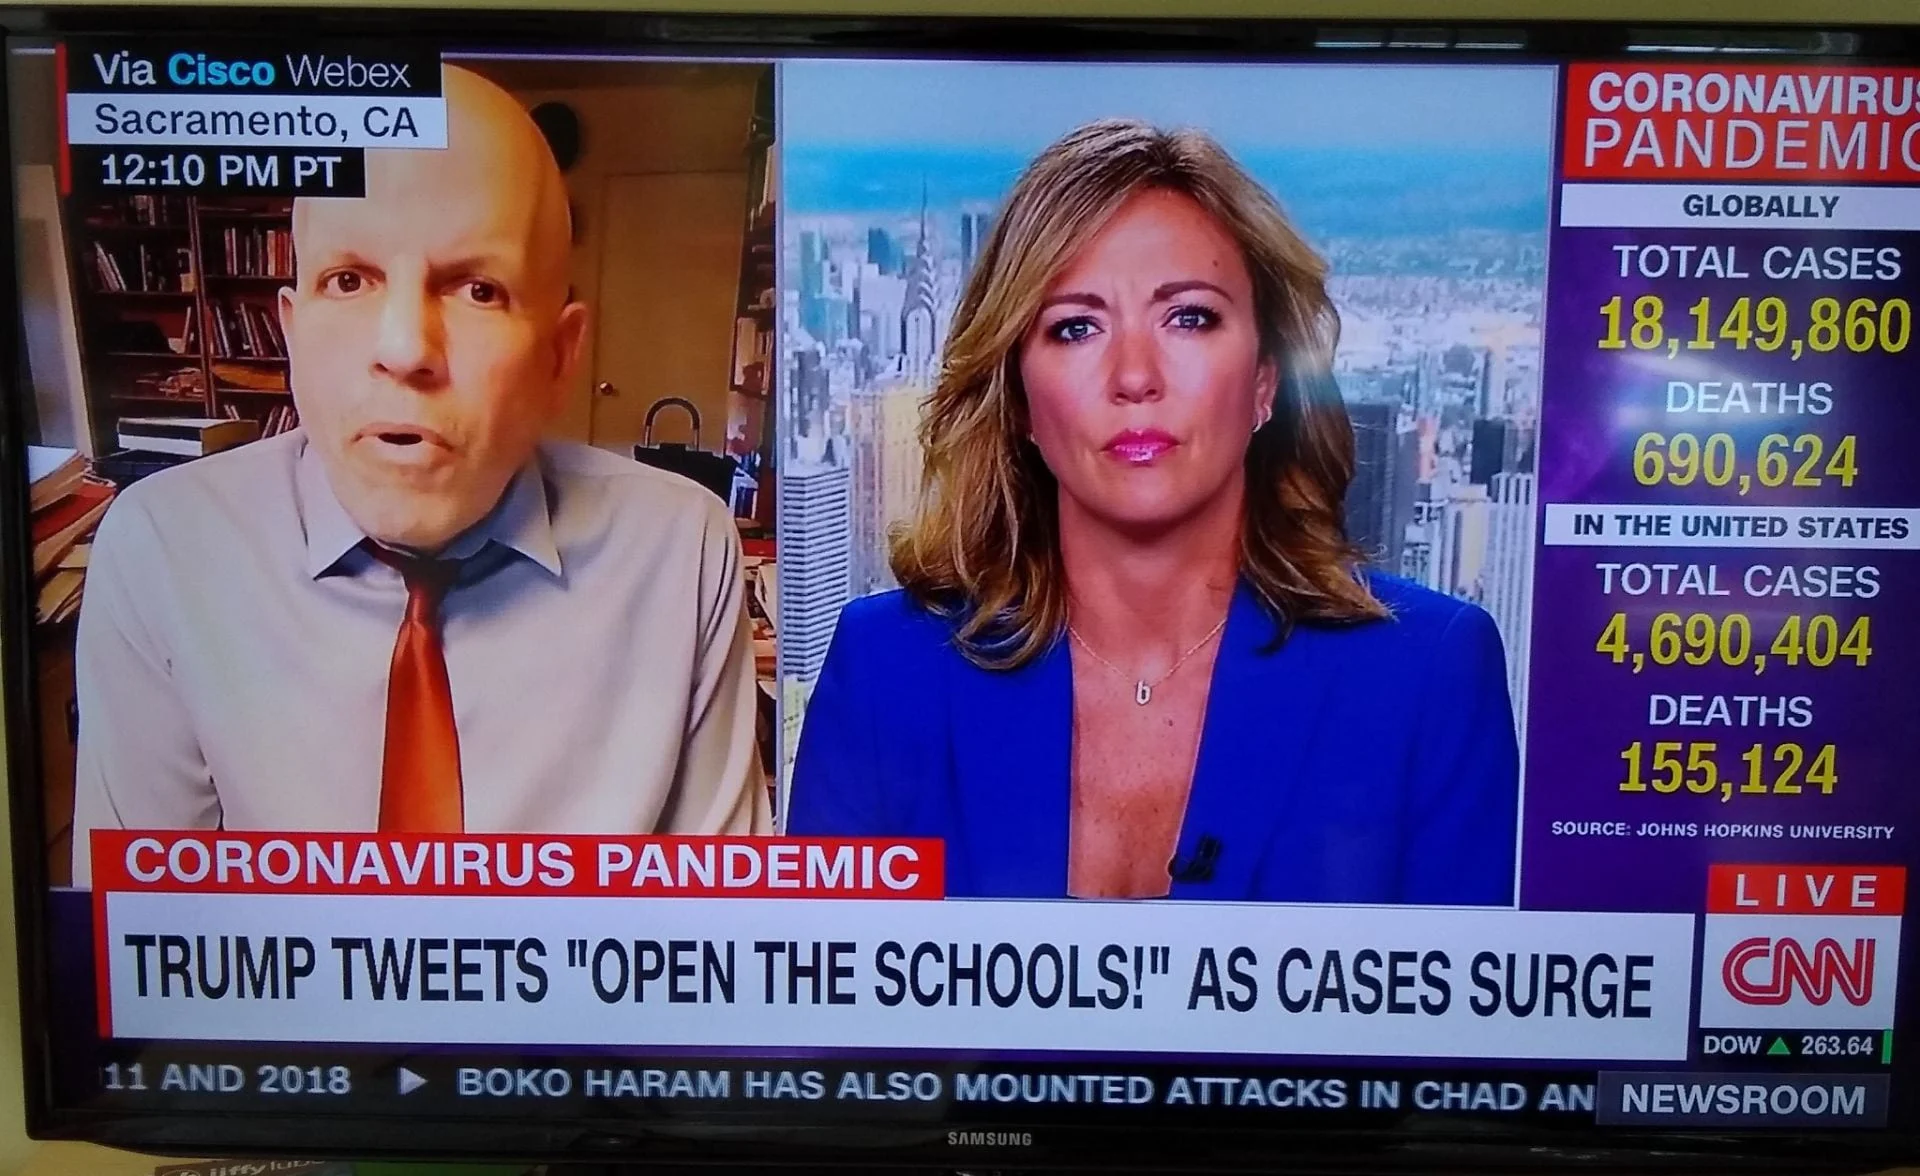 Via Cisco Webex
Sacramento, CA
12:10 PM PT
CORONAVIRUS
PANDEMIC
GLOBALLY
TOTAL CASES
18,149,860
DEATHS
690,624
IN THE UNITED STATES
TOTAL CASES
4,690,404
DEATHS
155,124
SOURCE: JOHNS HOPKINS UNIVERSITY
b
CORONAVIRUS PANDEMIC
TRUMP TWEETS "OPEN THE SCHOOLS!" AS CASES SURGE
LIVE
CNN
DOW ▲ 263.64
11 AND 2018 ▶ BOKO HARAM HAS ALSO MOUNTED ATTACKS IN CHAD AN
NEWSROOM
SAMSUNG
jiffy lube